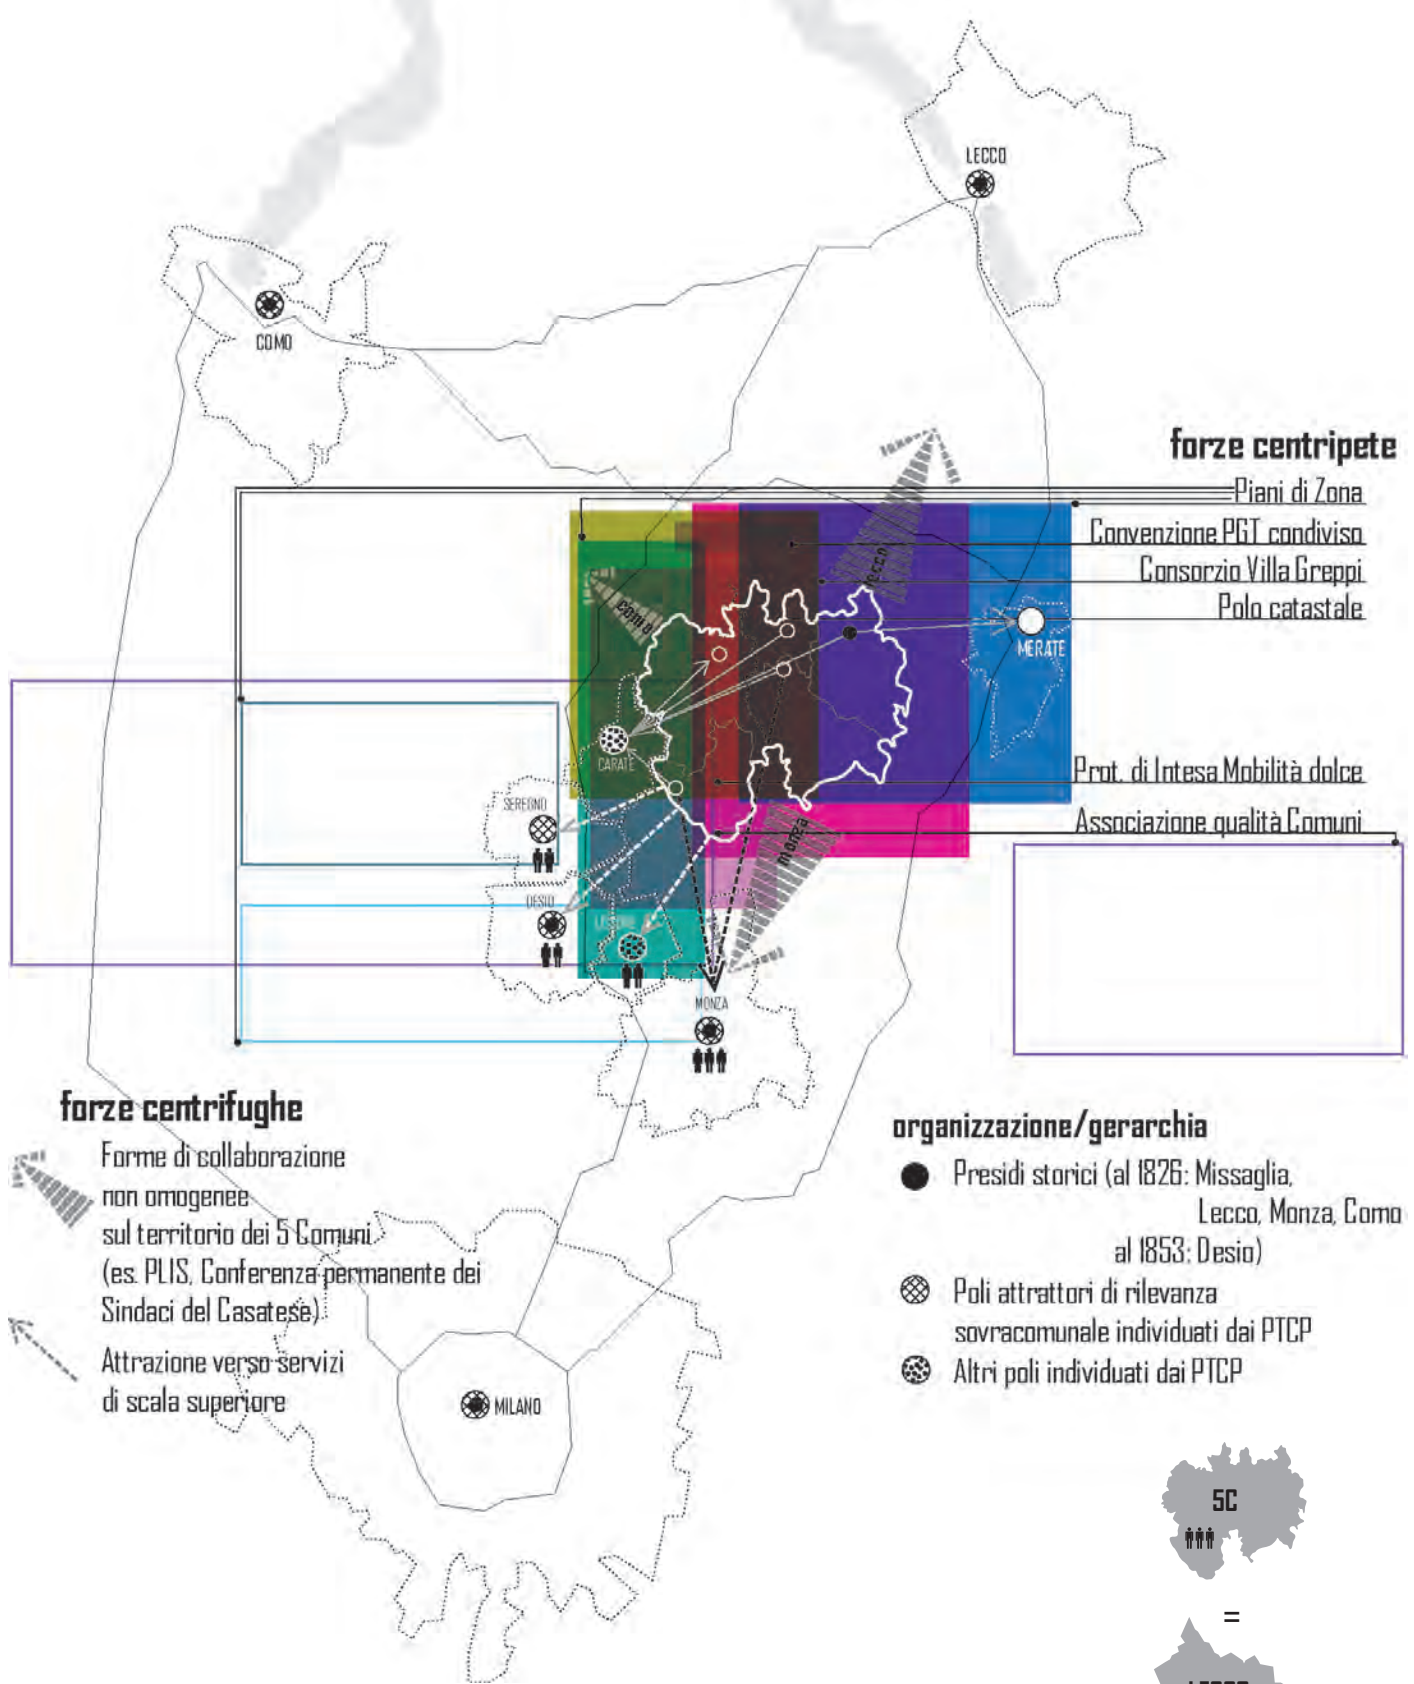 LECCO
COMO
forze centripete
Piani di Zona
Convenzione PGT condiviso
Consorzio Villa Greppi
Polo catastale
lecco
como
MERATE
CARATE
Prot. di Intesa Mobilità dolce
SEREGNO
Associazione qualità Comuni
monza
DESIO
LISSONE
MONZA
forze centrifughe
Forme di collaborazione
non omogenee
sul territorio dei 5 Comuni
(es. PLIS, Conferenza permanente dei
Sindaci del Casatese)
Attrazione verso servizi
di scala superiore
organizzazione/gerarchia
Presidi storici (al 1826: Missaglia,
Lecco, Monza, Como
al 1853: Desio)
Poli attrattori di rilevanza
sovracomunale individuati dai PTCP
Altri poli individuati dai PTCP
MILANO
5C
=